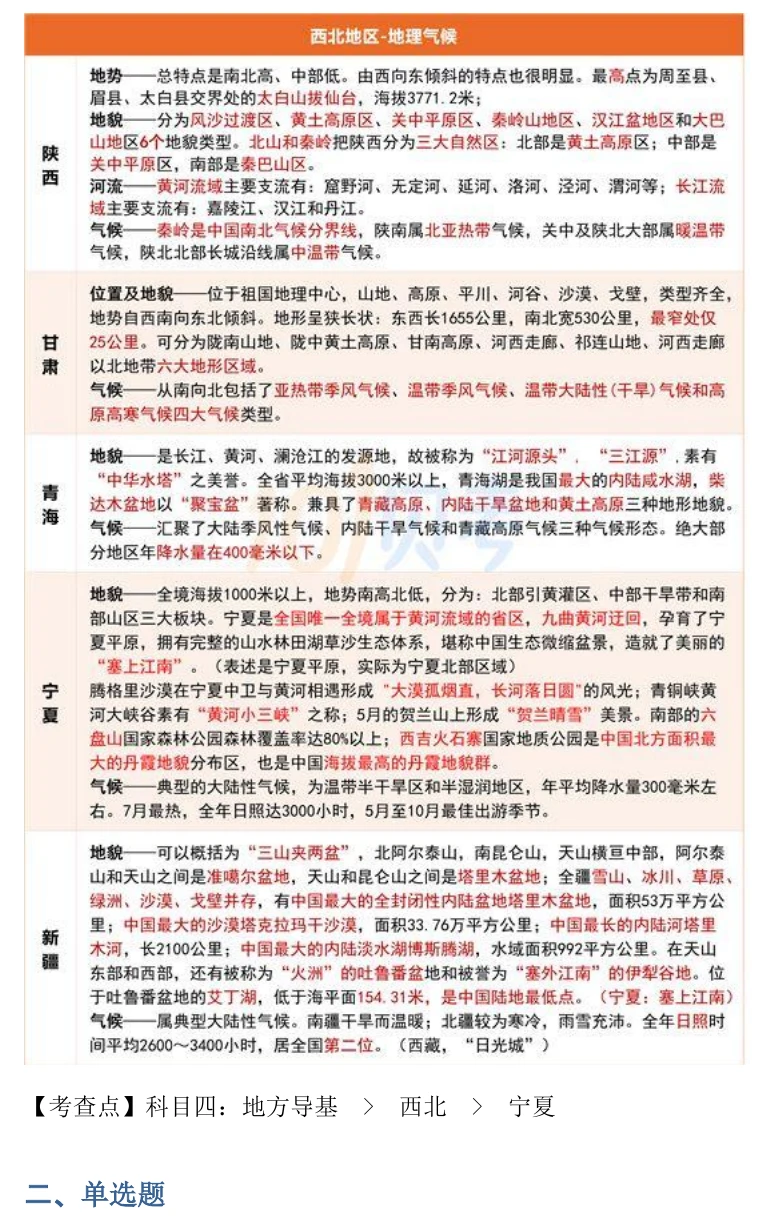 西北地区-地理气候
陕西
地势——总特点是南北高、中部低。由西向东倾斜的特点也很明显。最高点为周至县、
眉县、太白县交界处的太白山拔仙台，海拔3771.2米；
地貌——分为风沙过渡区、黄土高原区、关中平原区、秦岭山地区、汉江盆地区和大巴
山地区6个地貌类型。北山和秦岭把陕西分为三大自然区：北部是黄土高原区；中部是
关中平原区，南部是秦巴山区。
河流——黄河流域主要支流有：窟野河、无定河、延河、洛河、泾河、渭河等；长江流
域主要支流有：嘉陵江、汉江和丹江。
气候——秦岭是中国南北气候分界线，陕南属北亚热带气候，关中及陕北大部属暖温带
气候，陕北北部长城沿线属中温带气候。
甘肃
位置及地貌——位于祖国地理中心，山地、高原、平川、河谷、沙漠、戈壁，类型齐全，
地势自西南向东北倾斜。地形呈狭长状：东西长1655公里，南北宽530公里，最窄处仅
25公里。可分为陇南山地、陇中黄土高原、甘南高原、河西走廊、祁连山地、河西走廊
以北地带六大地形区域。
气候——从南向北包括了亚热带季风气候、温带季风气候、温带大陆性(干旱)气候和高
原高寒气候四大气候类型。
青海
地貌——是长江、黄河、澜沧江的发源地，故被称为“江河源头”、“三江源”，素有
“中华水塔”之美誉。全省平均海拔3000米以上，青海湖是我国最大的内陆咸水湖，柴
达木盆地以“聚宝盆”著称。兼具了青藏高原、内陆干旱盆地和黄土高原三种地形地貌。
气候——汇聚了大陆季风性气候、内陆干旱气候和青藏高原气候三种气候形态。绝大部
分地区年降水量在400毫米以下。
宁夏
地貌——全境海拔1000米以上，地势南高北低，分为：北部引黄灌区、中部干旱带和南
部山区三大板块。宁夏是全国唯一全境属于黄河流域的省区，九曲黄河迂回，孕育了宁
夏平原，拥有完整的山水林田湖草沙生态体系，堪称中国生态微缩盆景，造就了美丽的
“塞上江南”。（表述是宁夏平原，实际为宁夏北部区域）
腾格里沙漠在宁夏中卫与黄河相遇形成 "大漠孤烟直，长河落日圆"的风光；青铜峡黄
河大峡谷素有“黄河小三峡”之称；5月的贺兰山上形成“贺兰晴雪”美景。南部的六
盘山国家森林公园森林覆盖率达80%以上；西吉火石寨国家地质公园是中国北方面积最
大的丹霞地貌分布区，也是中国海拔最高的丹霞地貌群。
气候——典型的大陆性气候，为温带半干旱区和半湿润地区，年平均降水量300毫米左
右。7月最热，全年日照达3000小时，5月至10月最佳出游季节。
新疆
地貌——可以概括为“三山夹两盆”，北阿尔泰山，南昆仑山，天山横亘中部，阿尔泰
山和天山之间是准噶尔盆地，天山和昆仑山之间是塔里木盆地；全疆雪山、冰川、草原、
绿洲、沙漠、戈壁并存，有中国最大的全封闭性内陆盆地塔里木盆地，面积53万平方公
里；中国最大的沙漠塔克拉玛干沙漠，面积33.76万平方公里；中国最长的内陆河塔里
木河，长2100公里；中国最大的内陆淡水湖博斯腾湖，水域面积992平方公里。在天山
东部和西部，还有被称为“火洲”的吐鲁番盆地和被誉为“塞外江南”的伊犁谷地。位
于吐鲁番盆地的艾丁湖，低于海平面154.31米，是中国陆地最低点。（宁夏：塞上江南）
气候——属典型大陆性气候。南疆干旱而温暖；北疆较为寒冷，雨雪充沛。全年日照时
间平均2600～3400小时，居全国第二位。（西藏，“日光城”）
【考查点】科目四：地方导基 > 西北 > 宁夏
二、单选题